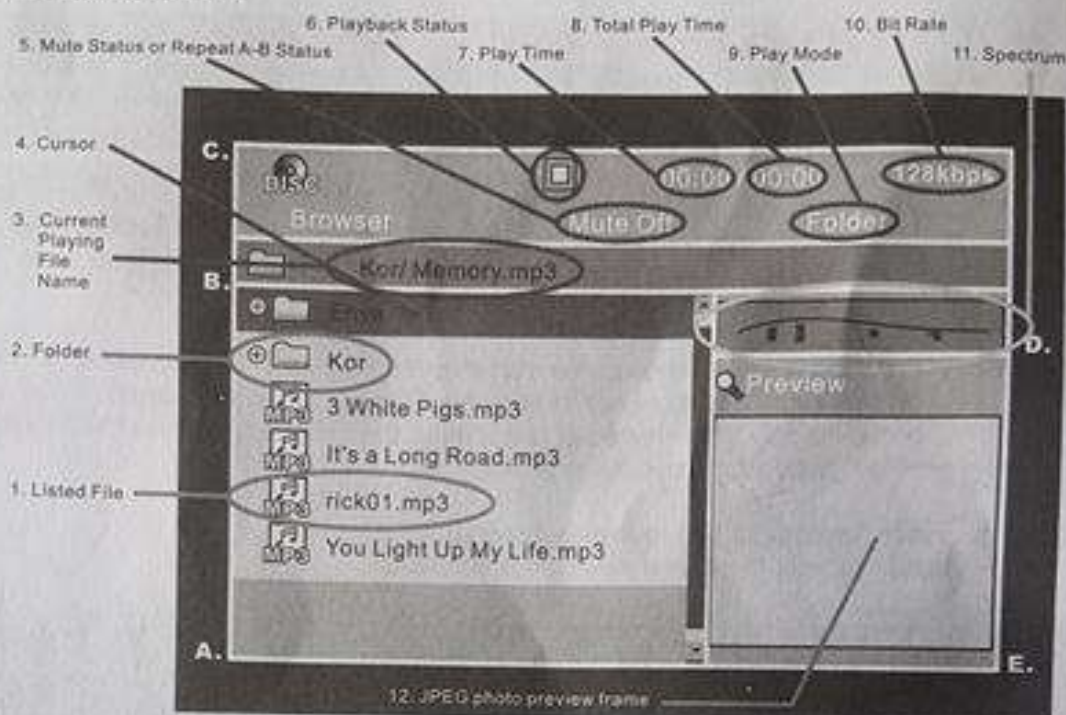 6. Playback Status
8. Total Play Time
10. Bit Rate
5. Mute Status or Repeat A-B Status
7. Play Time
9. Play Mode
11. Spectrum
4. Cursor
C.
DISC
00:00
00:00
128kbps
Browser
Mute Off
Folder
3. Current
Playing
File
Name
B.
Kor/ Memory.mp3
Enya
D.
2. Folder
Kor
Preview
MP3
3 White Pigs.mp3
MP3
It's a Long Road.mp3
1. Listed File
MP3
rick01.mp3
MP3
You Light Up My Life.mp3
A.
E.
12. JPEG photo preview frame